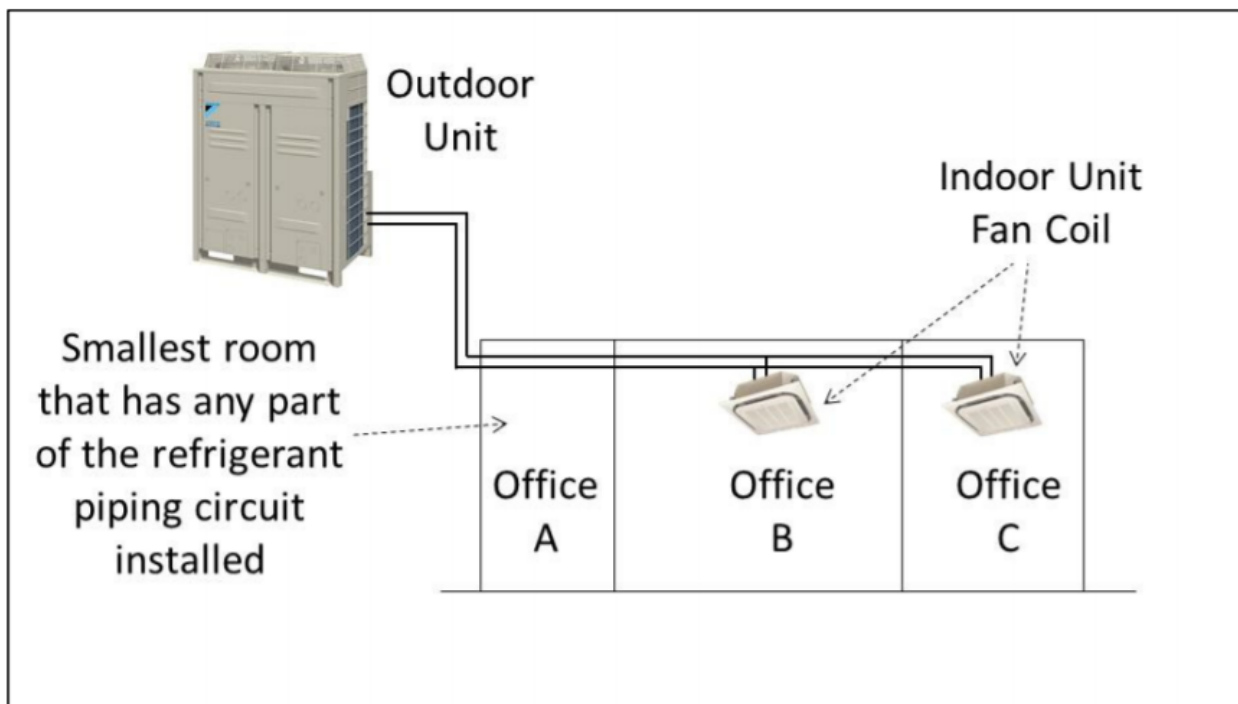 Outdoor
Unit
Indoor Unit
Fan Coil
Smallest room
that has any part
of the refrigerant
piping circuit
installed
Office
A
Office
B
Office
C